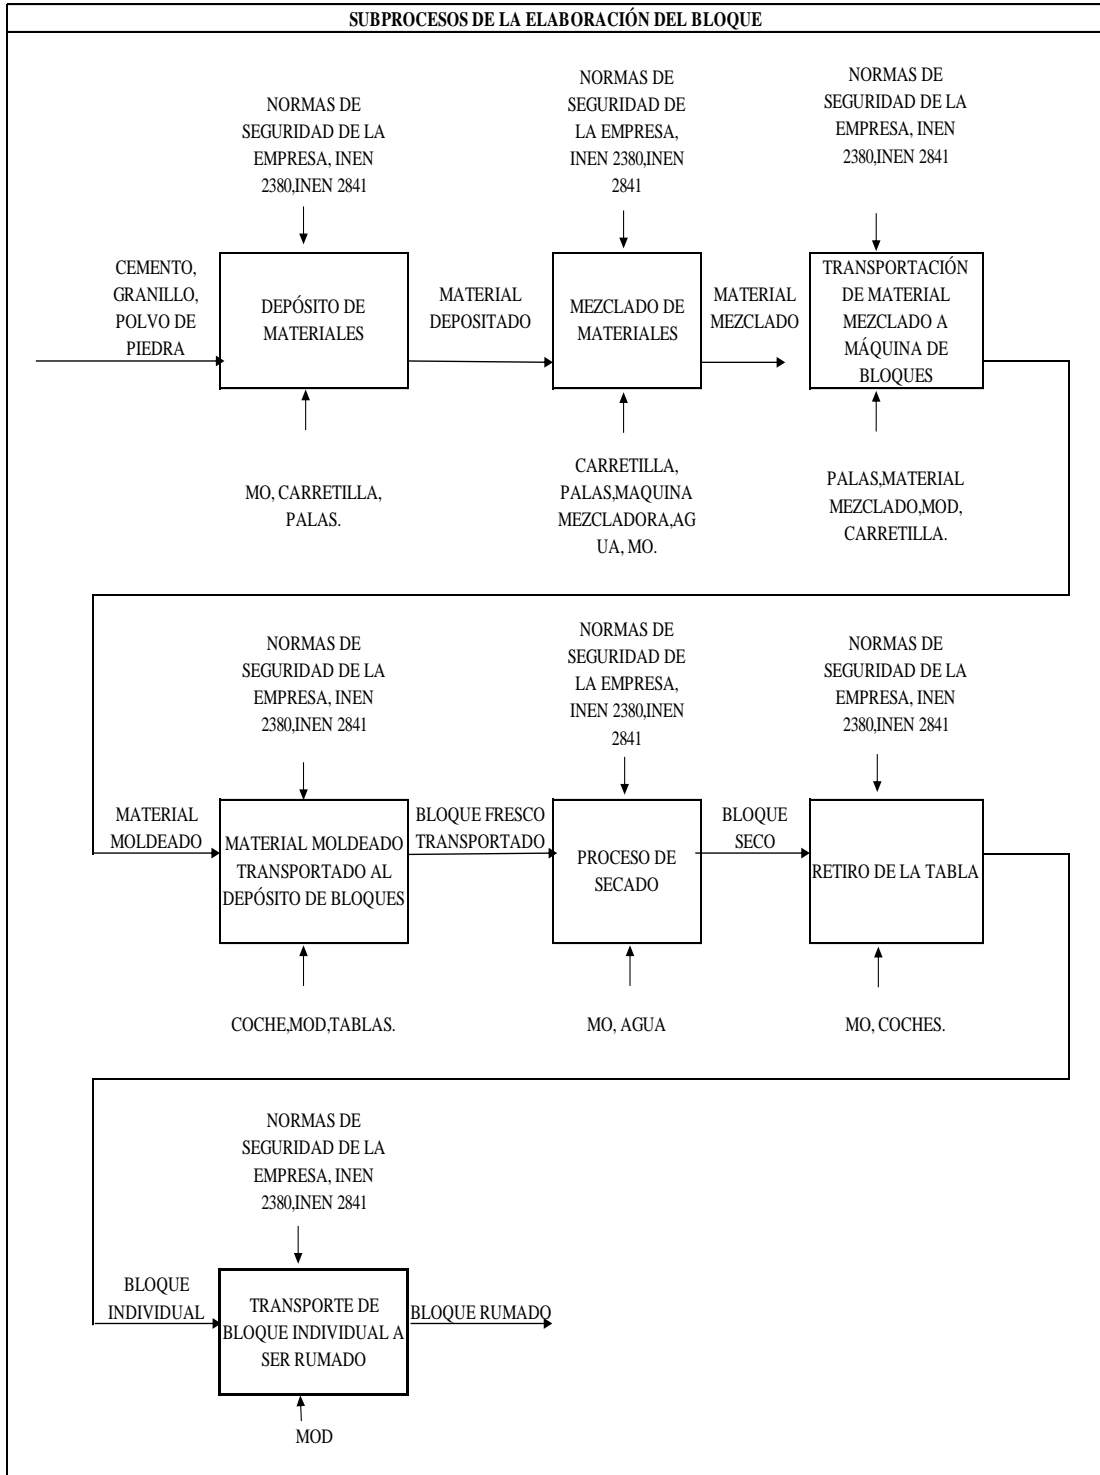 SUBPROCESOS DE LA ELABORACIÓN DEL BLOQUE
NORMAS DE
SEGURIDAD DE LA
EMPRESA, INEN
2380,INEN 2841
NORMAS DE
SEGURIDAD DE
LA EMPRESA,
INEN 2380,INEN
2841
NORMAS DE
SEGURIDAD DE LA
EMPRESA, INEN
2380,INEN 2841
CEMENTO,
GRANILLO,
POLVO DE
PIEDRA
DEPÓSITO DE
MATERIALES
MATERIAL
DEPOSITADO
MEZCLADO DE
MATERIALES
MATERIAL
MEZCLADO
TRANSPORTACIÓN
DE MATERIAL
MEZCLADO A
MÁQUINA DE
BLOQUES
MO, CARRETILLA,
PALAS.
CARRETILLA,
PALAS,MAQUINA
MEZCLADORA,AG
UA, MO.
PALAS,MATERIAL
MEZCLADO,MOD,
CARRETILLA.
NORMAS DE
SEGURIDAD DE LA
EMPRESA, INEN
2380,INEN 2841
NORMAS DE
SEGURIDAD DE
LA EMPRESA,
INEN 2380,INEN
2841
NORMAS DE
SEGURIDAD DE LA
EMPRESA, INEN
2380,INEN 2841
MATERIAL
MOLDEADO
MATERIAL MOLDEADO
TRANSPORTADO AL
DEPÓSITO DE BLOQUES
BLOQUE FRESCO
TRANSPORTADO
PROCESO DE
SECADO
BLOQUE
SECO
RETIRO DE LA TABLA
COCHE,MOD,TABLAS.
MO, AGUA
MO, COCHES.
NORMAS DE
SEGURIDAD DE LA
EMPRESA, INEN
2380,INEN 2841
BLOQUE
INDIVIDUAL
TRANSPORTE DE
BLOQUE INDIVIDUAL A
SER RUMADO
BLOQUE RUMADO
MOD